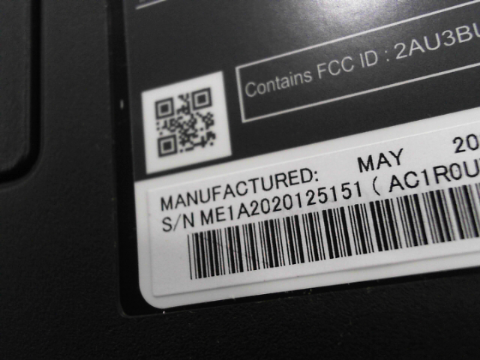 Contains FCC ID : 2AU3BU
MANUFACTURED: MAY 20
S/N ME1A2020125151 ( AC1R0U